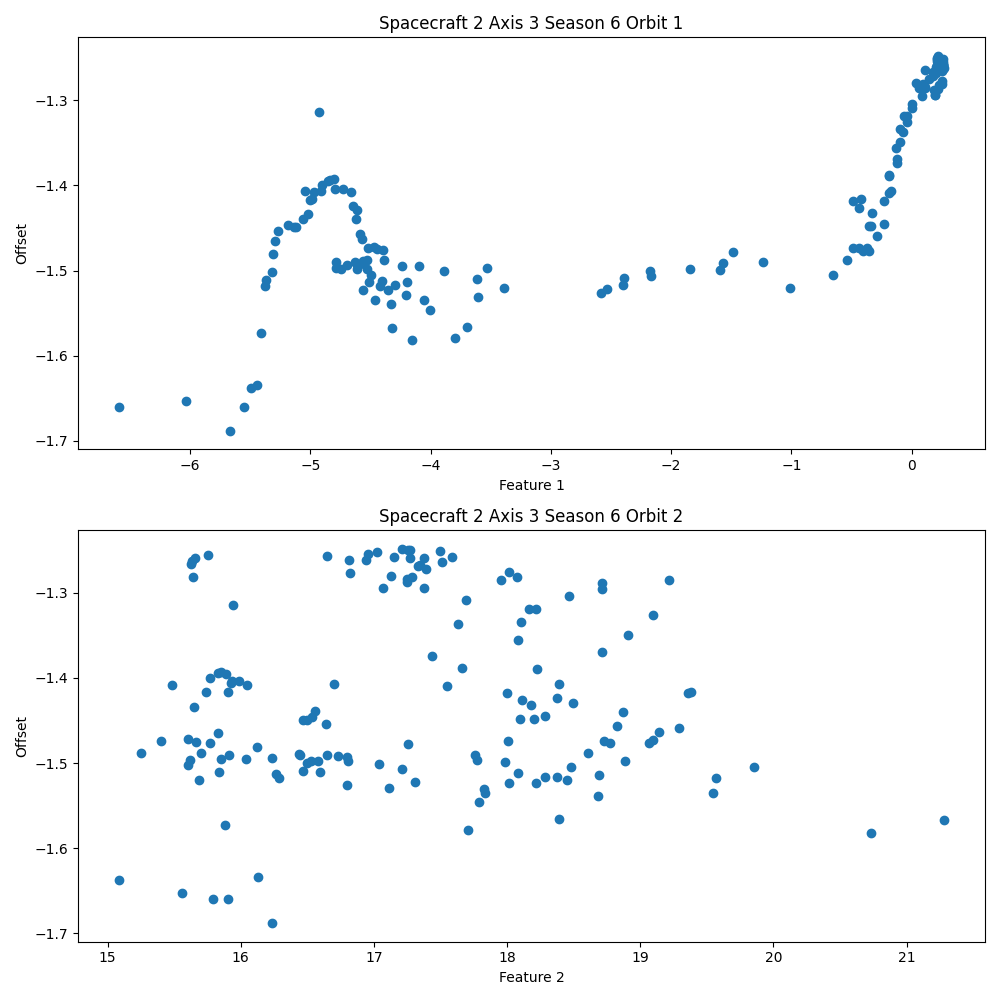 Spacecraft 2 Axis 3 Season 6 Orbit 1
−1.3
−1.4
−1.5
−1.6
−1.7
Offset
−6 −5 −4 −3 −2 −1 0
Feature 1
Spacecraft 2 Axis 3 Season 6 Orbit 2
−1.3
−1.4
−1.5
−1.6
−1.7
Offset
15 16 17 18 19 20 21
Feature 2